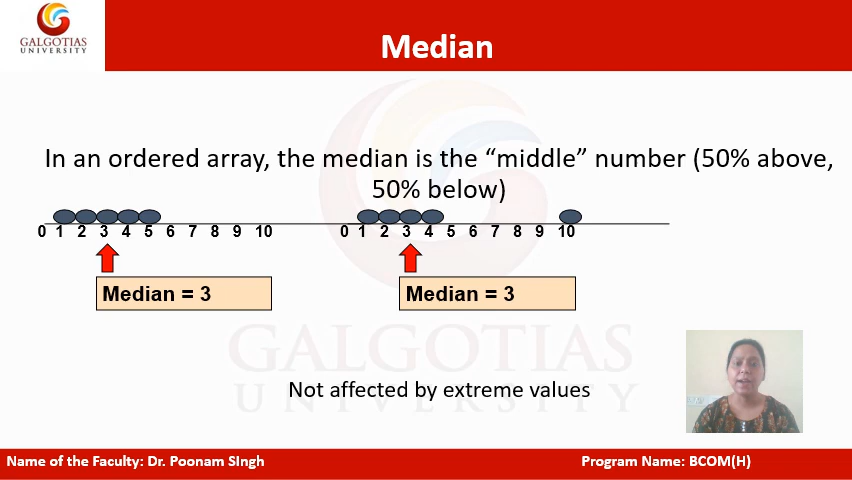 GALGOTIAS
UNIVERSITY
Median
In an ordered array, the median is the “middle” number (50% above,
50% below)
0 1 2 3 4 5 6 7 8 9 10
0 1 2 3 4 5 6 7 8 9 10
Median = 3
Median = 3
GALGOTIAS
UNIVERSITY
Not affected by extreme values
Name of the Faculty: Dr. Poonam SIngh
Program Name: BCOM(H)